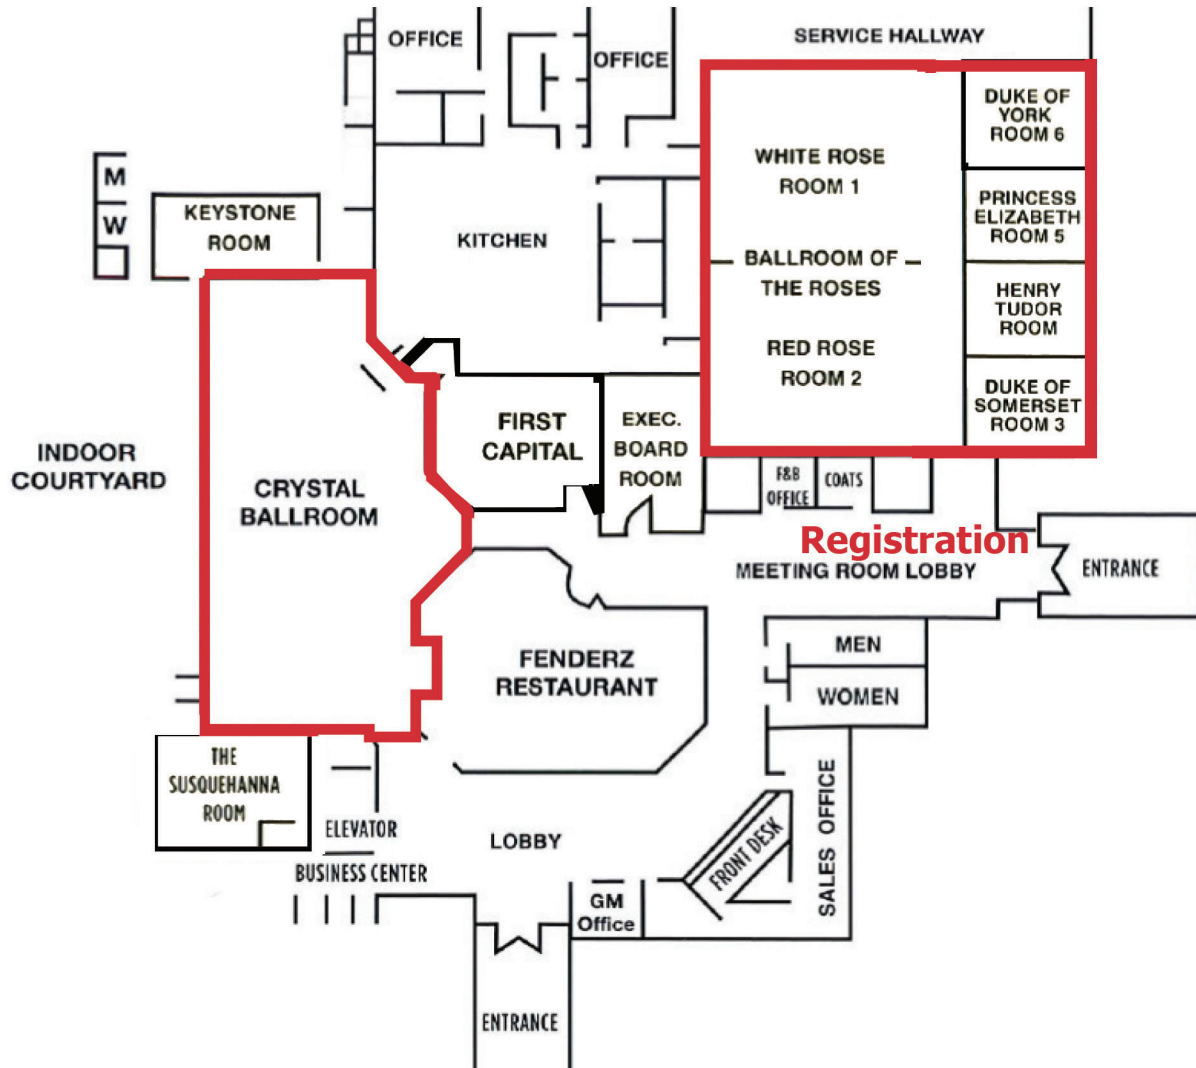 OFFICE
OFFICE
SERVICE HALLWAY
DUKE OF
YORK
ROOM 6
WHITE ROSE
ROOM 1
M
W
KEYSTONE
ROOM
KITCHEN
PRINCESS
ELIZABETH
ROOM 5
BALLROOM OF
THE ROSES
HENRY
TUDOR
ROOM
RED ROSE
ROOM 2
DUKE OF
SOMERSET
ROOM 3
INDOOR
COURTYARD
CRYSTAL
BALLROOM
FIRST
CAPITAL
EXEC.
BOARD
ROOM
F&B
OFFICE
COATS
Registration
MEETING ROOM LOBBY
ENTRANCE
FENDERZ
RESTAURANT
MEN
WOMEN
THE
SUSQUEHANNA
ROOM
ELEVATOR
BUSINESS CENTER
LOBBY
FRONT DESK
SALES OFFICE
GM
Office
ENTRANCE